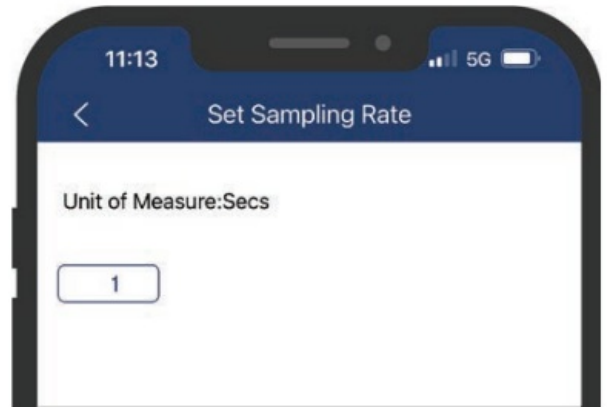 11:13
5G
Set Sampling Rate
Unit of Measure:Secs
1